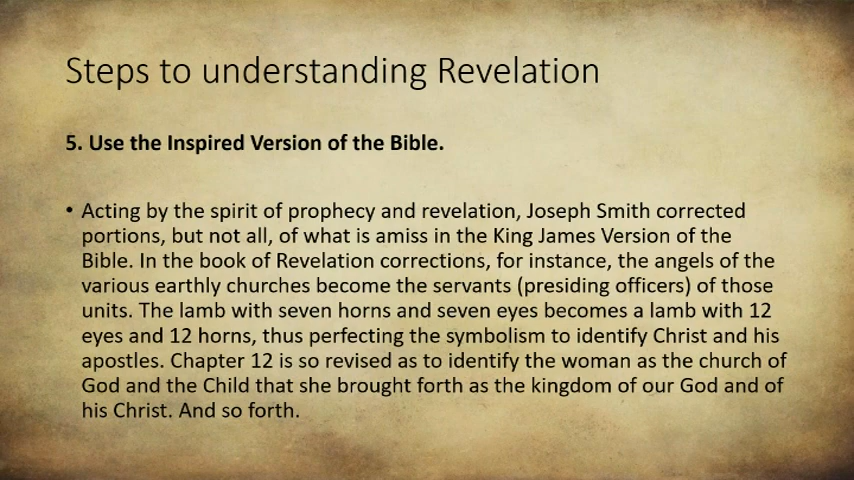 Steps to understanding Revelation
5. Use the Inspired Version of the Bible.
• Acting by the spirit of prophecy and revelation, Joseph Smith corrected
portions, but not all, of what is amiss in the King James Version of the
Bible. In the book of Revelation corrections, for instance, the angels of the
various earthly churches become the servants (presiding officers) of those
units. The lamb with seven horns and seven eyes becomes a lamb with 12
eyes and 12 horns, thus perfecting the symbolism to identify Christ and his
apostles. Chapter 12 is so revised as to identify the woman as the church of
God and the Child that she brought forth as the kingdom of our God and of
his Christ. And so forth.